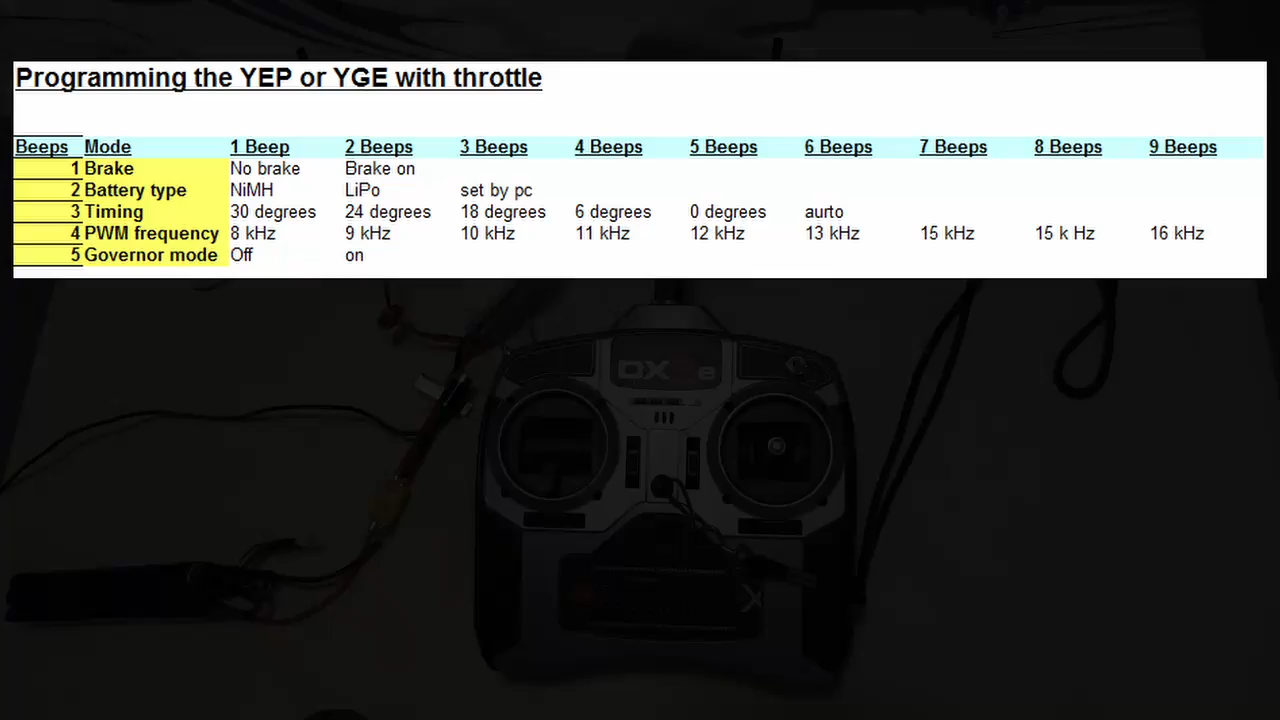 Programming the YEP or YGE with throttle
Beeps Mode 1 Beep 2 Beeps 3 Beeps 4 Beeps 5 Beeps 6 Beeps 7 Beeps 8 Beeps 9 Beeps
1 Brake No brake Brake on
2 Battery type NiMH LiPo set by pc
3 Timing 30 degrees 24 degrees 18 degrees 6 degrees 0 degrees aurto
4 PWM frequency 8 kHz 9 kHz 10 kHz 11 kHz 12 kHz 13 kHz 15 kHz 15 k Hz 16 kHz
5 Governor mode Off on